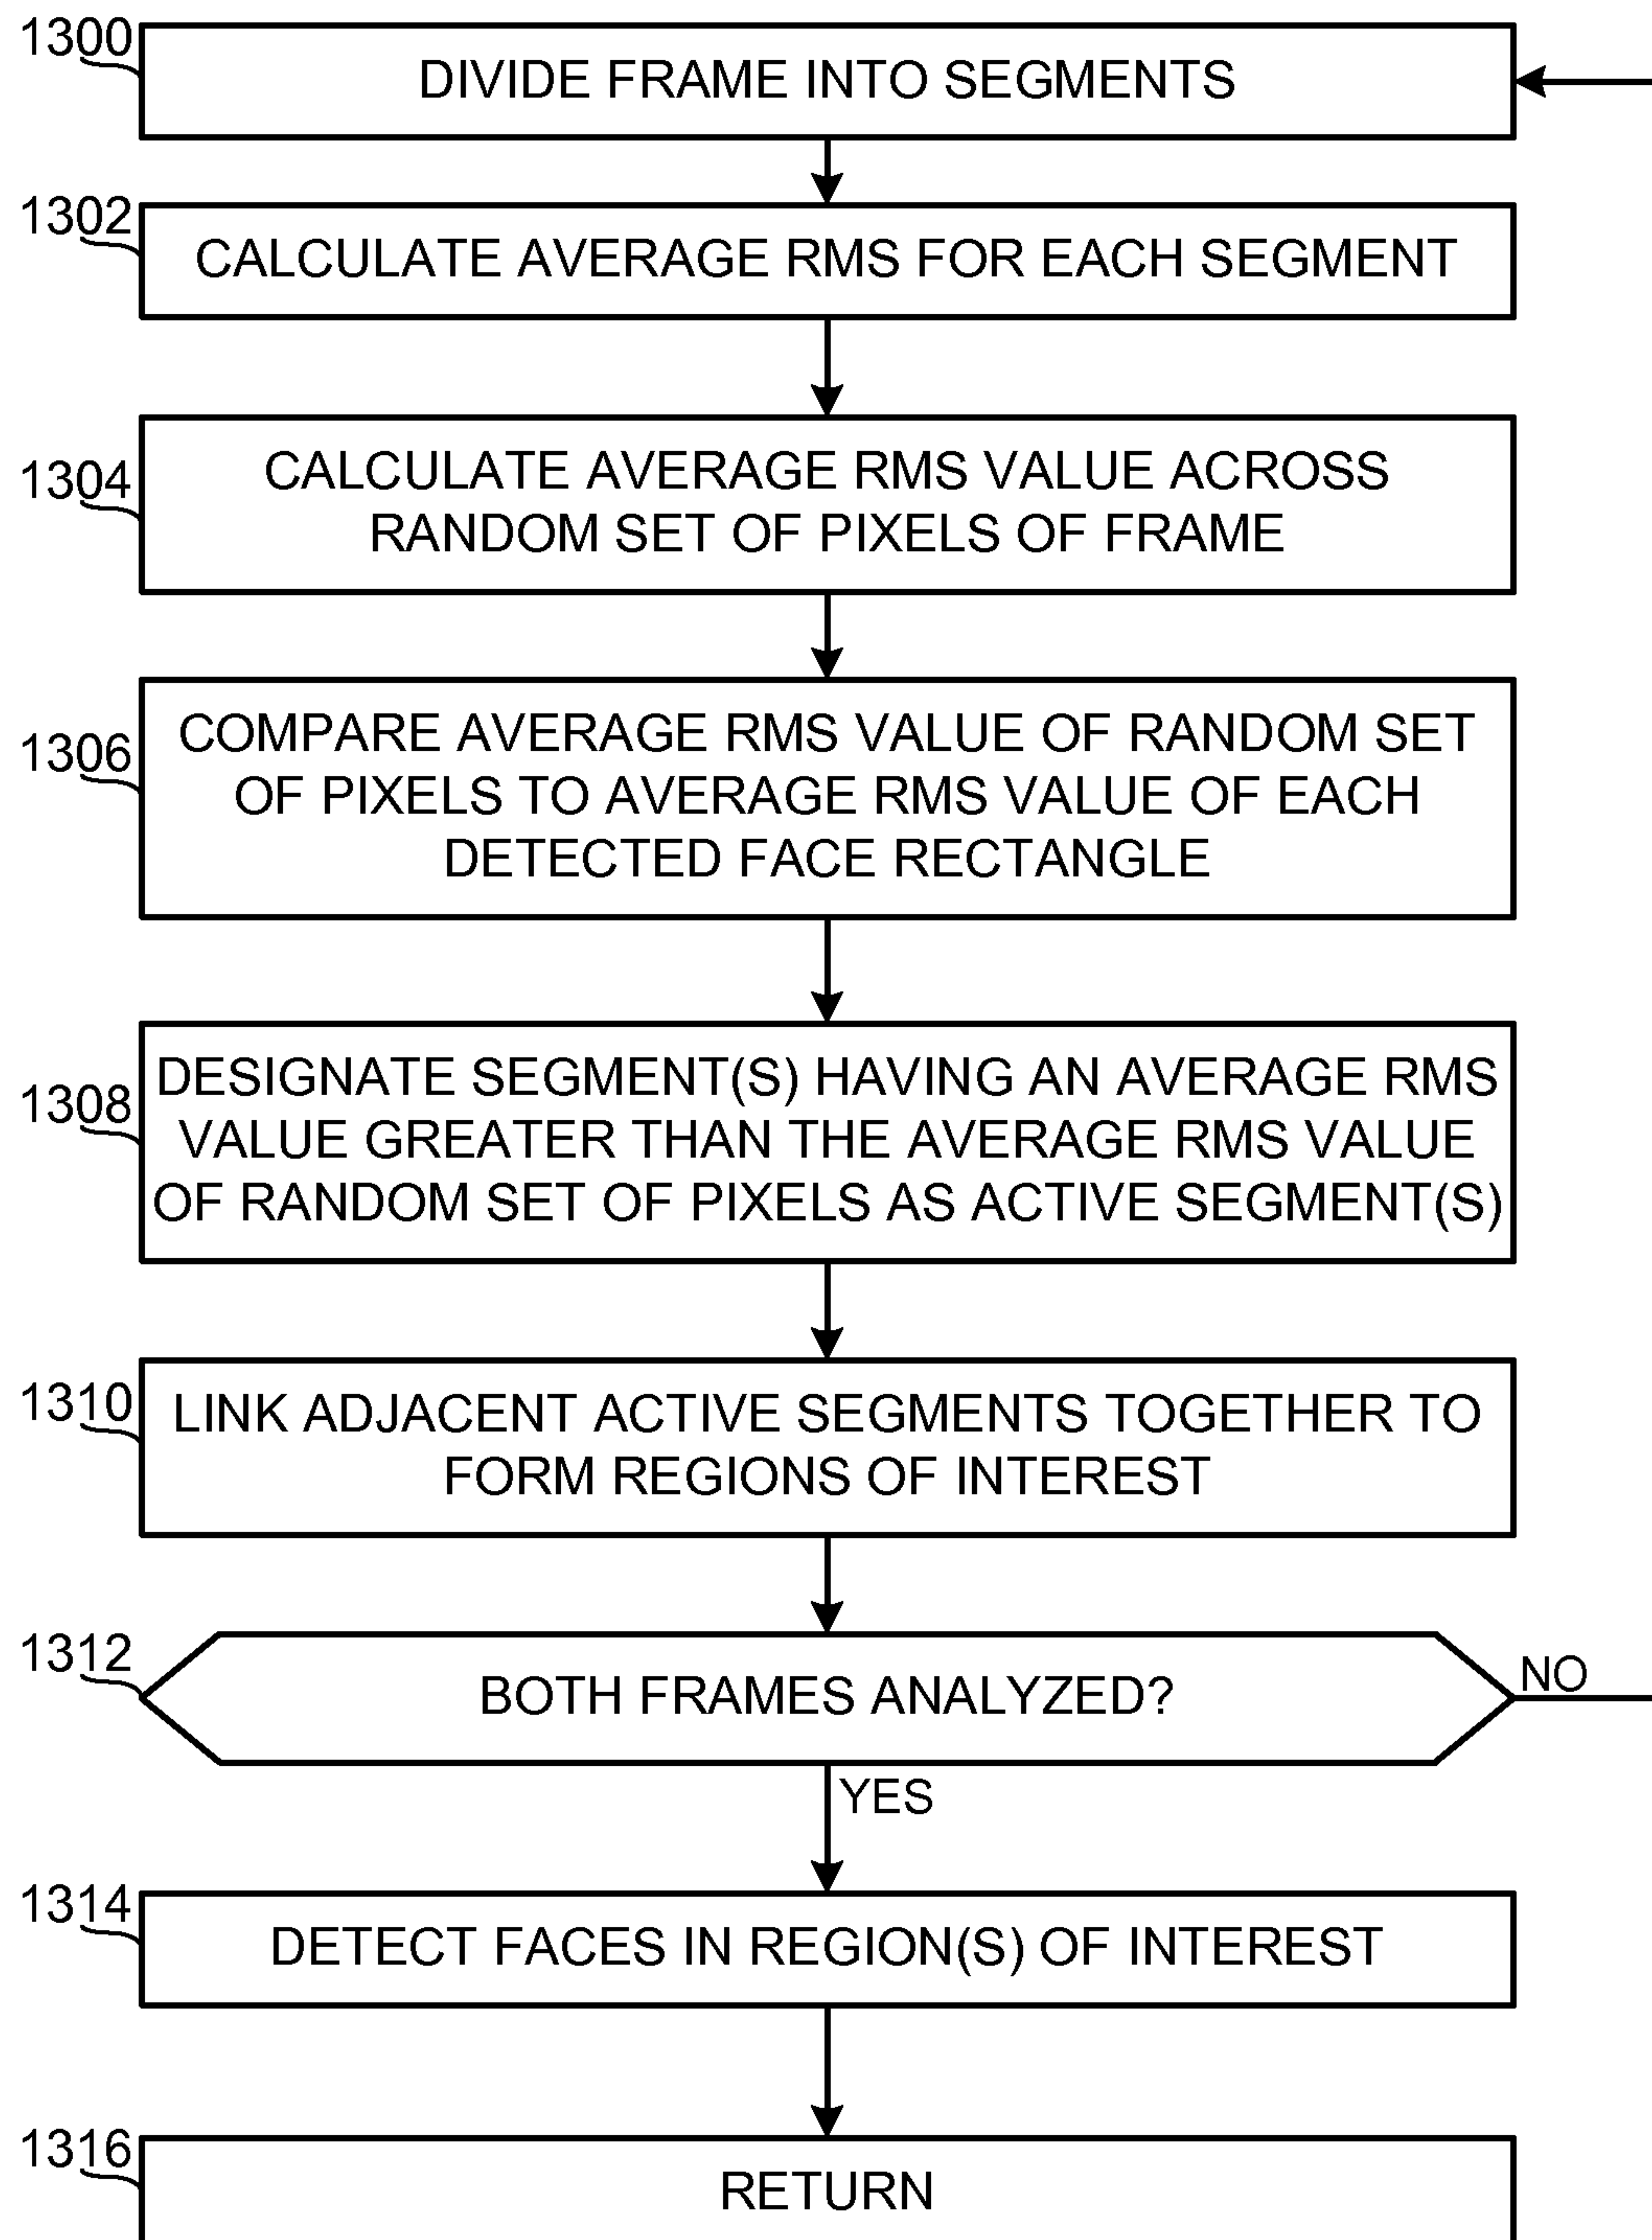 1300
DIVIDE FRAME INTO SEGMENTS
1302
CALCULATE AVERAGE RMS FOR EACH SEGMENT
1304
CALCULATE AVERAGE RMS VALUE ACROSS
RANDOM SET OF PIXELS OF FRAME
1306
COMPARE AVERAGE RMS VALUE OF RANDOM SET
OF PIXELS TO AVERAGE RMS VALUE OF EACH
DETECTED FACE RECTANGLE
1308
DESIGNATE SEGMENT(S) HAVING AN AVERAGE RMS
VALUE GREATER THAN THE AVERAGE RMS VALUE
OF RANDOM SET OF PIXELS AS ACTIVE SEGMENT(S)
1310
LINK ADJACENT ACTIVE SEGMENTS TOGETHER TO
FORM REGIONS OF INTEREST
1312
BOTH FRAMES ANALYZED?
NO
YES
1314
DETECT FACES IN REGION(S) OF INTEREST
1316
RETURN